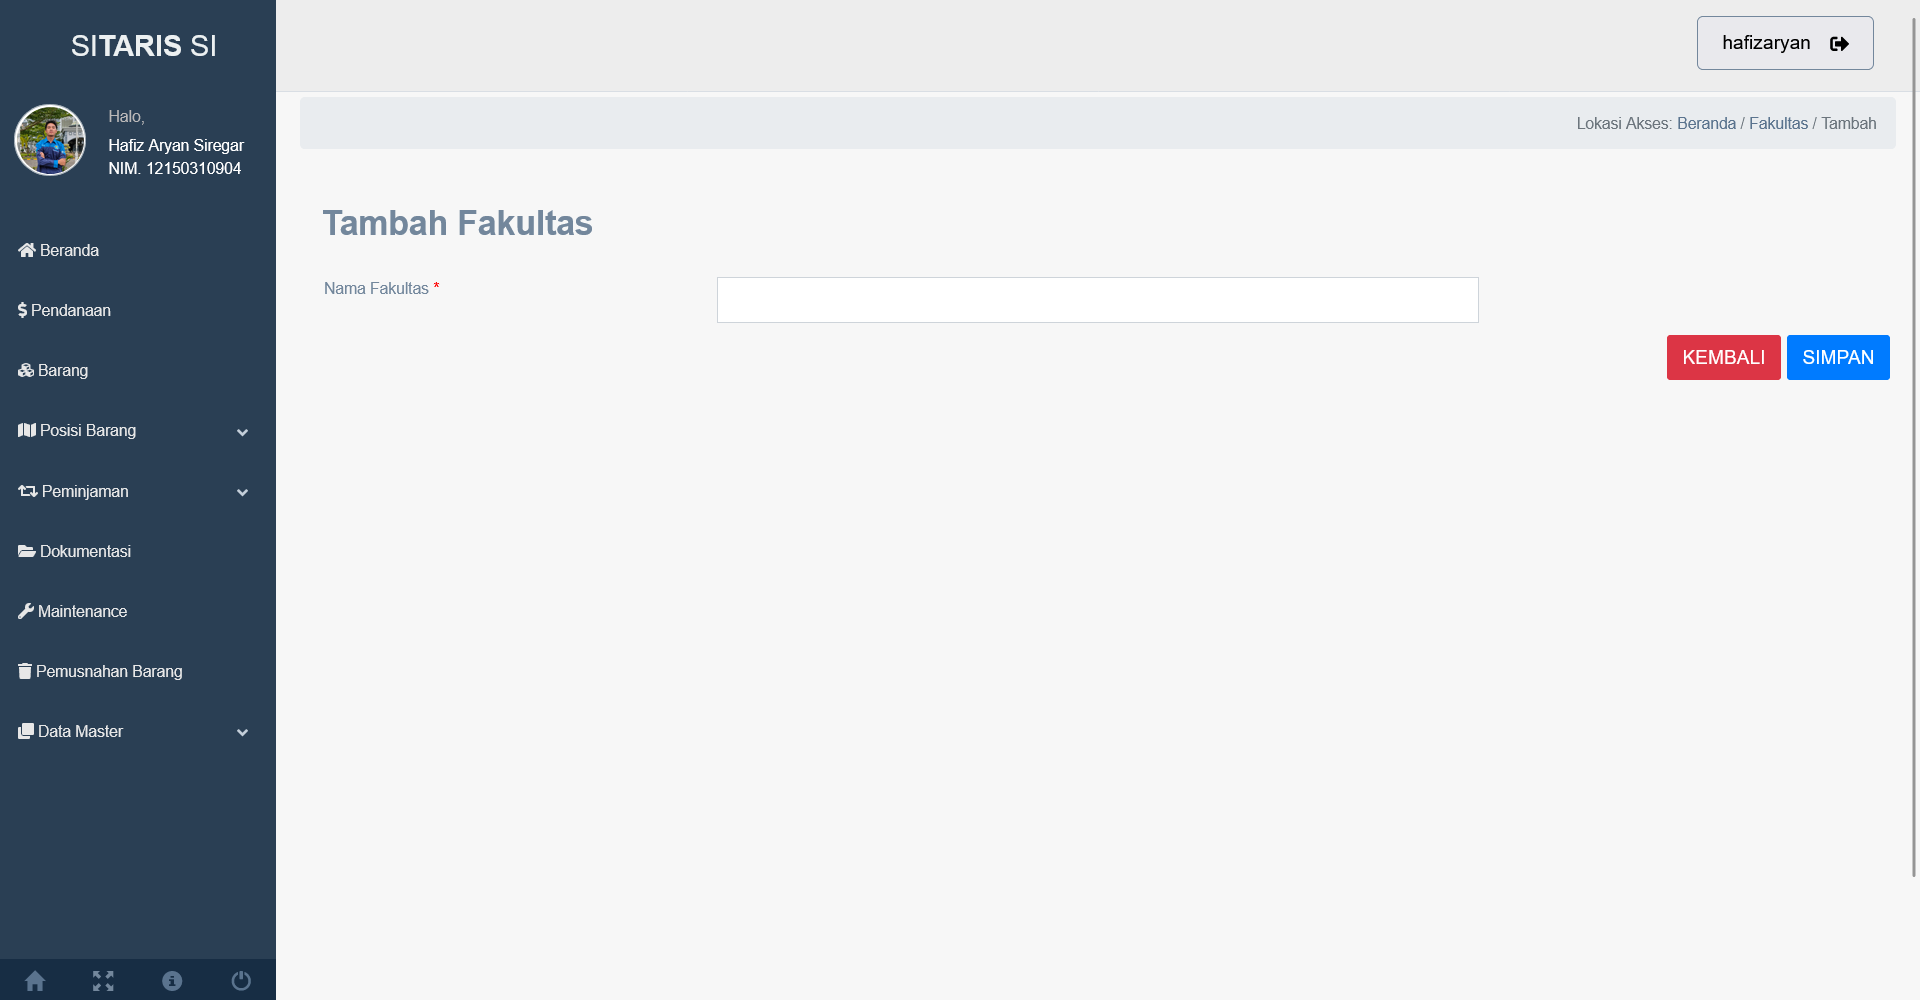 SITARIS SI
Halo,
Hafiz Aryan Siregar
NIM. 12150310904
Beranda
Pendanaan
Barang
Posisi Barang
Peminjaman
Dokumentasi
Maintenance
Pemusnahan Barang
Data Master
hafizaryan
Lokasi Akses: Beranda / Fakultas / Tambah
Tambah Fakultas
Nama Fakultas *
KEMBALI SIMPAN